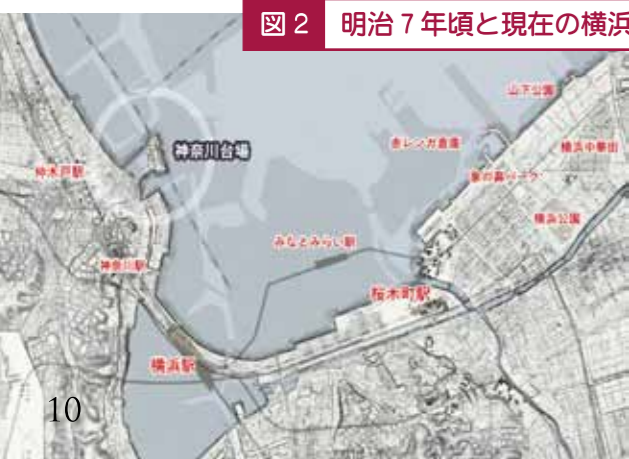 図2 明治7年頃と現在の横浜
山下公園
神奈川台場
赤レンガ倉庫
横浜中華街
仲木戸駅
象の鼻パーク
横浜公園
みなとみらい駅
神奈川駅
桜木町駅
横浜駅
10